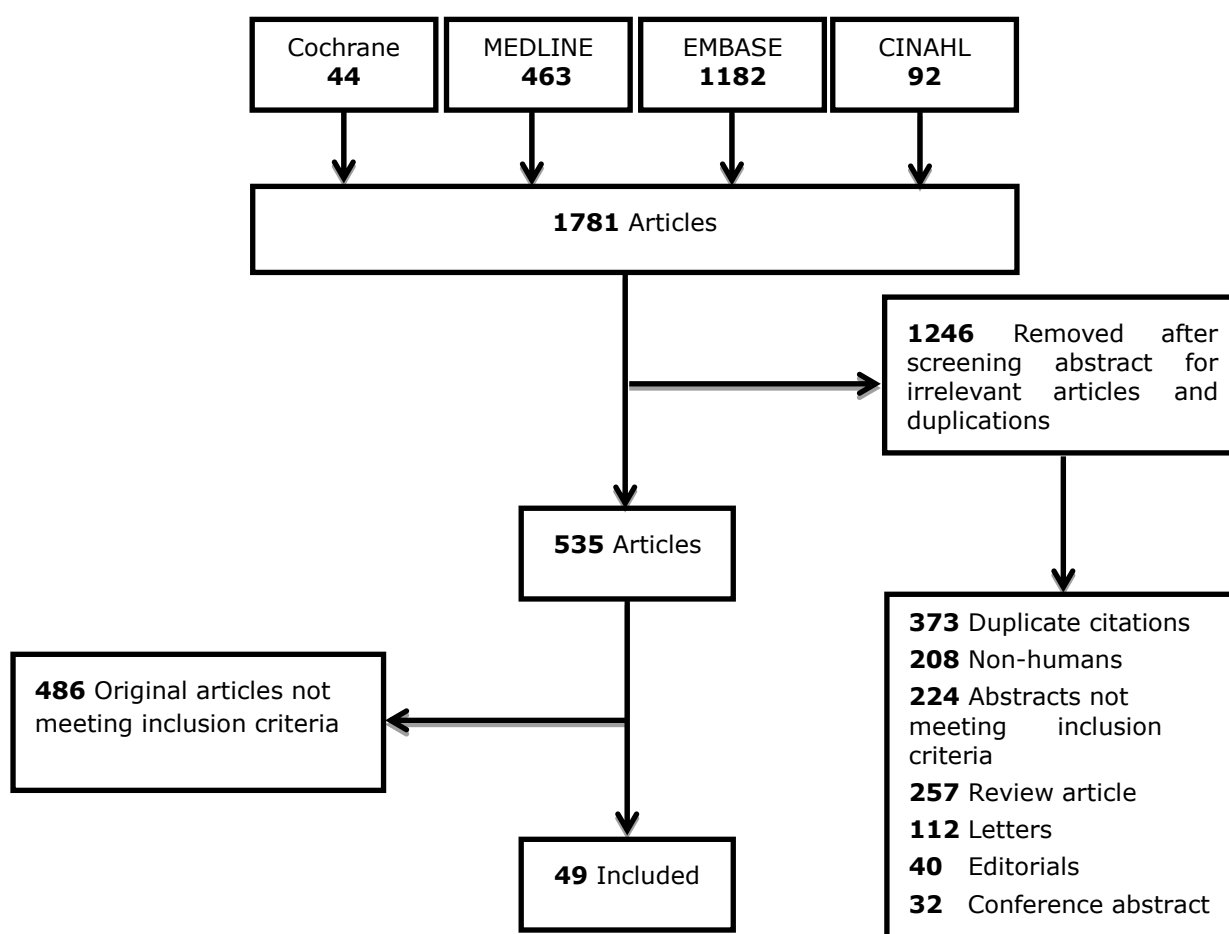 Cochrane
44
MEDLINE
463
EMBASE
1182
CINAHL
92
1781 Articles
1246 Removed after
screening abstract for
irrelevant articles and
duplications
535 Articles
486 Original articles not
meeting inclusion criteria
373 Duplicate citations
208 Non-humans
224 Abstracts not
meeting inclusion
criteria
257 Review article
112 Letters
40 Editorials
32 Conference abstract
49 Included